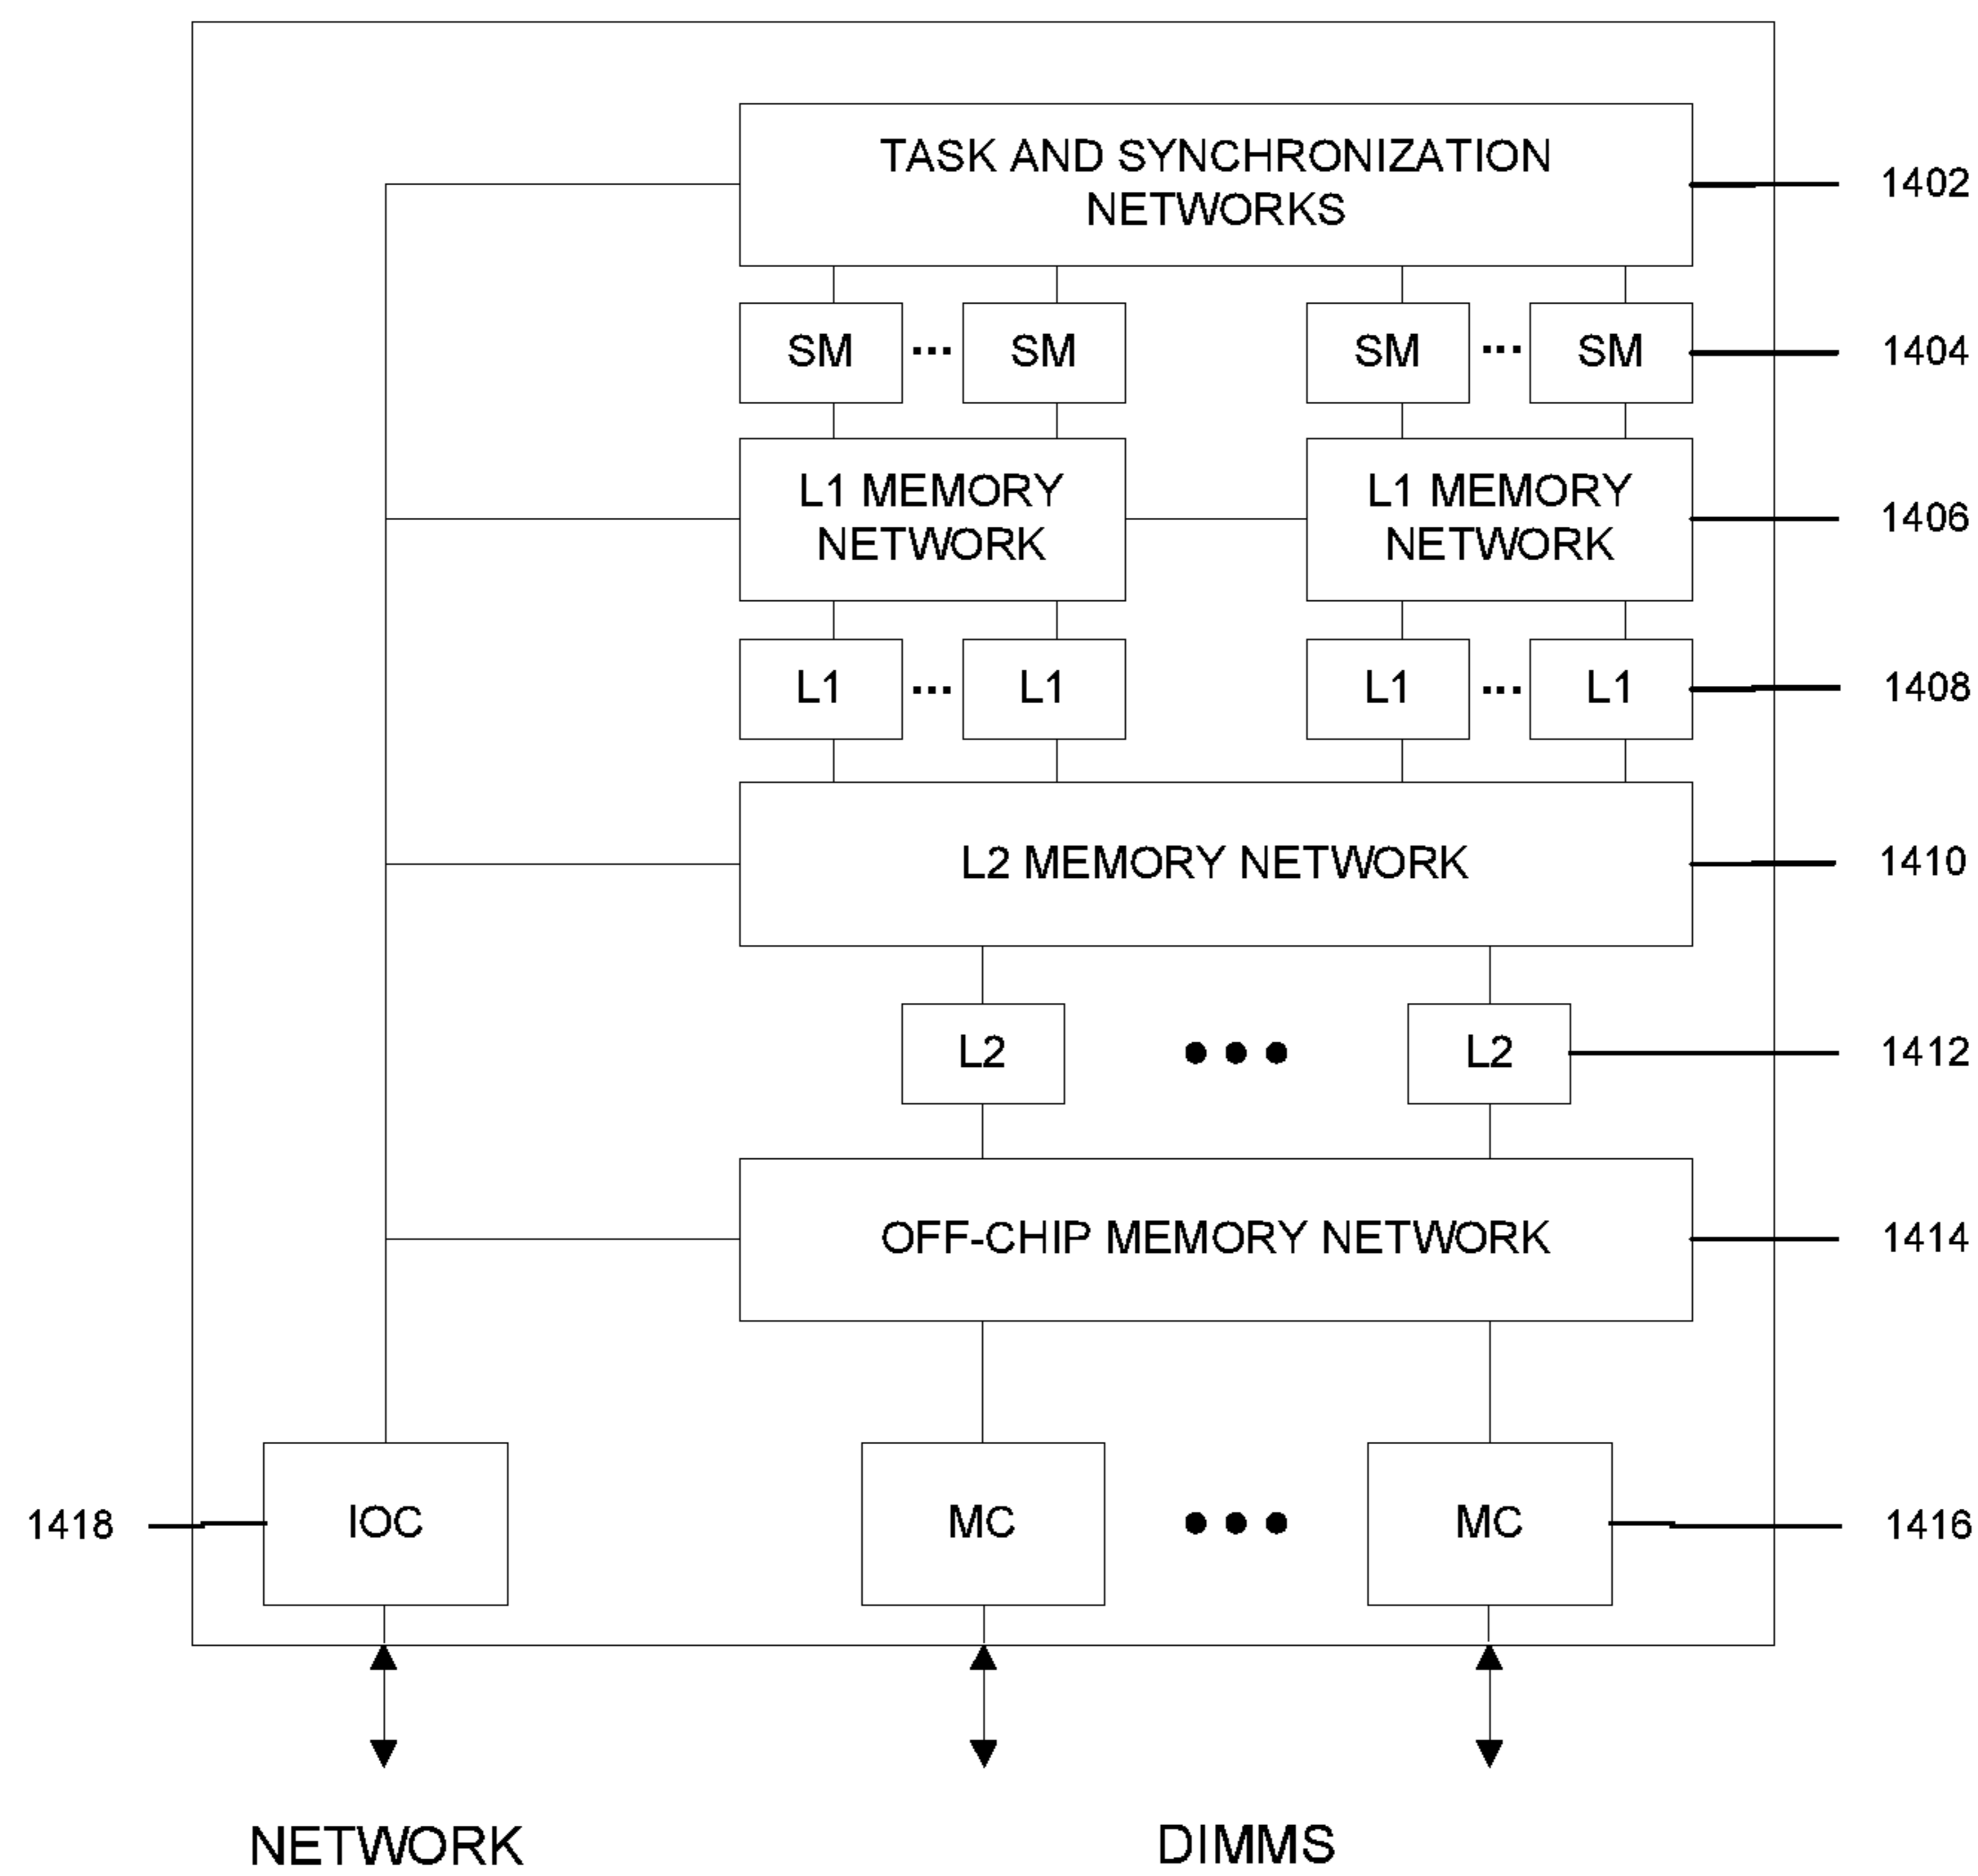 TASK AND SYNCHRONIZATION
NETWORKS
1402
SM ... SM SM ... SM
1404
L1 MEMORY
NETWORK
L1 MEMORY
NETWORK
1406
L1 ... L1 L1 ... L1
1408
L2 MEMORY NETWORK
1410
L2 ••• L2
1412
OFF-CHIP MEMORY NETWORK
1414
1418
IOC
MC ••• MC
1416
NETWORK
DIMMS